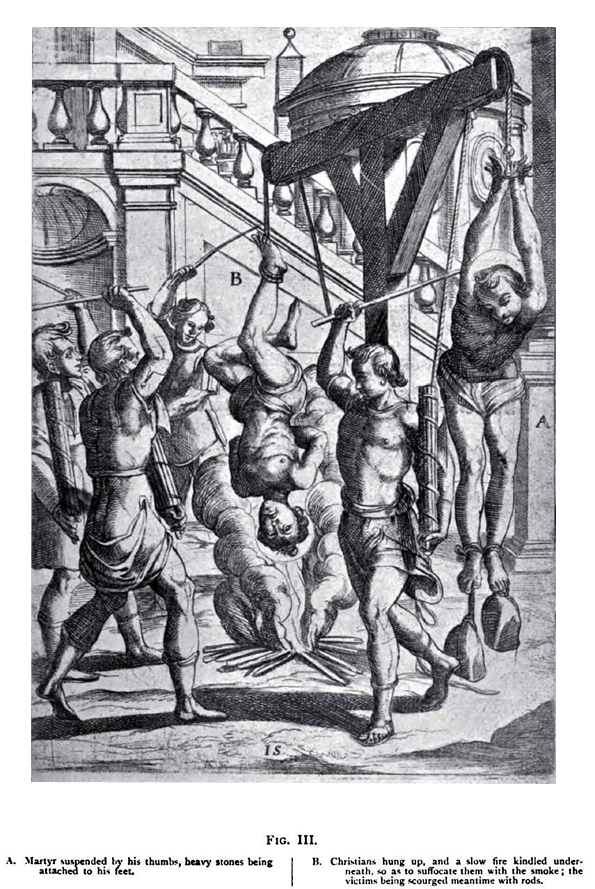 B
A
15
FIG. III.
A. Martyr suspended by his thumbs, heavy stones being
attached to his feet.
B. Christians hung up, and a slow fire kindled under-
neath, so as to suffocate them with the smoke; the
victims being scourged meantime with rods.